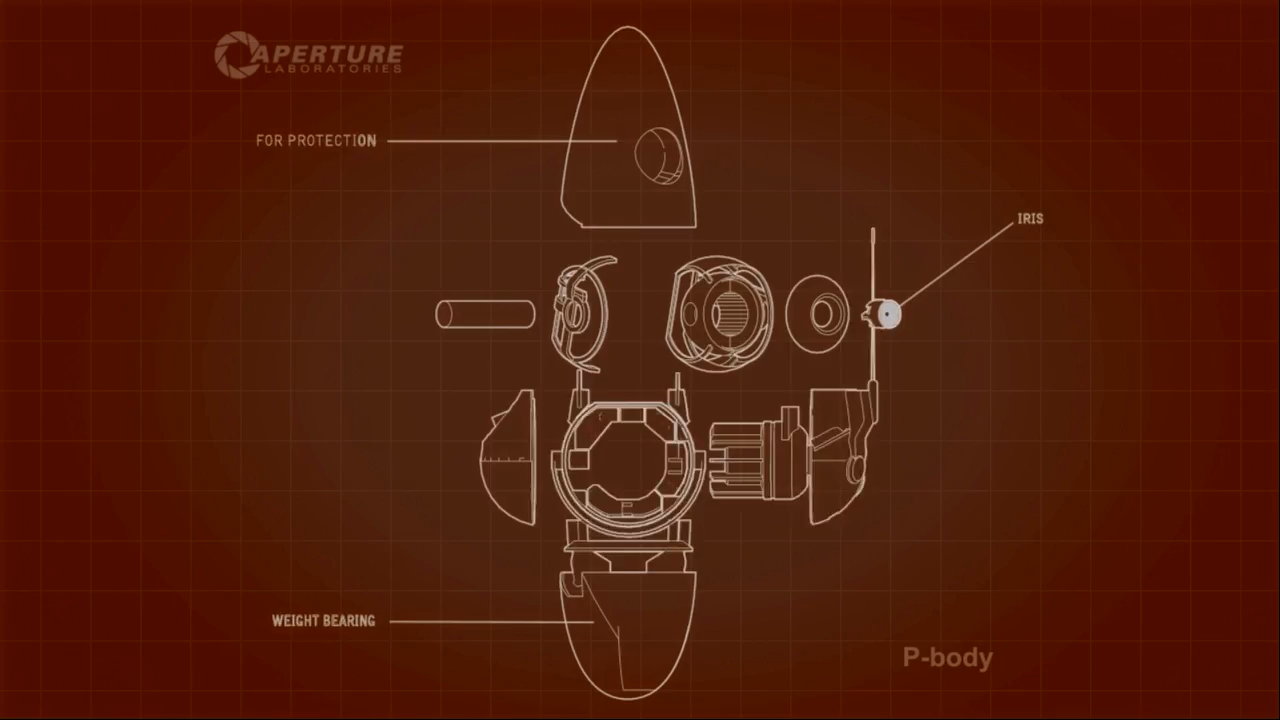 APERTURE
LABORATORIES
FOR PROTECTION
IRIS
WEIGHT BEARING
P-body